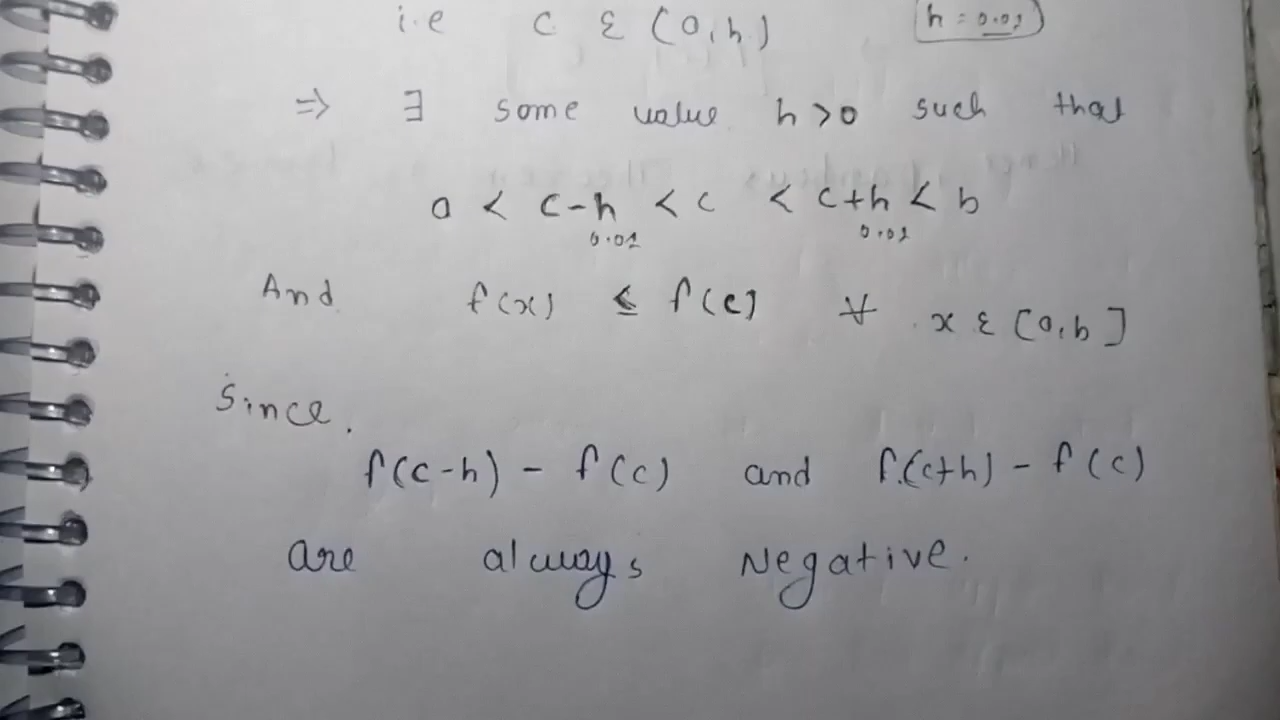 i.e c ε (a, b) h = 0.01
⇒ ∃ some value h > 0 such that
a < c-h < c < c+h < b
0.01 0.01
And f(x) ≤ f(c) ∀ x ε [a, b]
Since,
f(c-h) - f(c) and f(c+h) - f(c)
are always Negative.